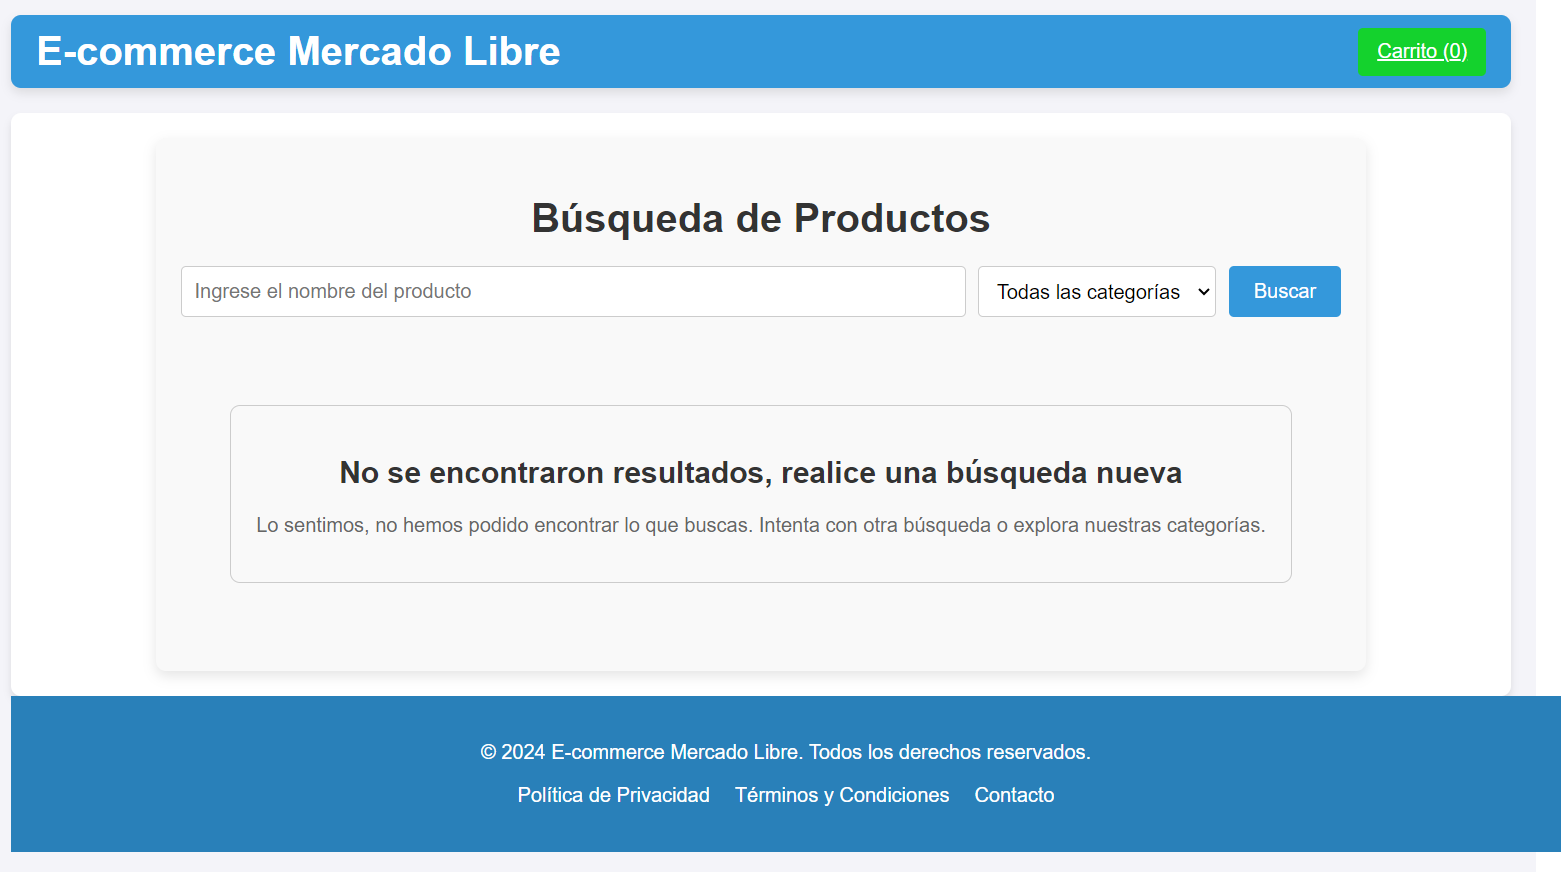 E-commerce Mercado Libre
Carrito (0)
Búsqueda de Productos
Ingrese el nombre del producto
Todas las categorías
Buscar
No se encontraron resultados, realice una búsqueda nueva
Lo sentimos, no hemos podido encontrar lo que buscas. Intenta con otra búsqueda o explora nuestras categorías.
© 2024 E-commerce Mercado Libre. Todos los derechos reservados.
Política de Privacidad Términos y Condiciones Contacto